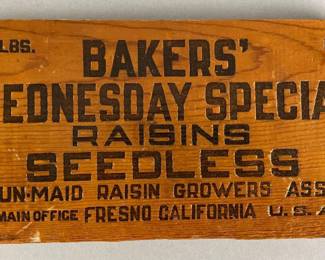 LBS.
BAKERS'
EDNESDAY SPECIA
RAISINS
SEEDLESS
UN-MAID RAISIN GROWERS ASS
MAIN OFFICE FRESNO CALIFORNIA U.S.A